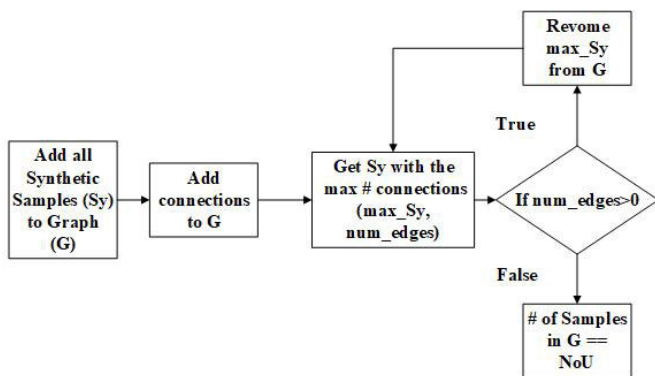 Add all
Synthetic
Samples (Sy)
to Graph
(G)
Add
connections
to G
Get Sy with the
max # connections
(max_Sy,
num_edges)
If num_edges>0
True
Revome
max_Sy
from G
False
# of Samples
in G ==
NoU